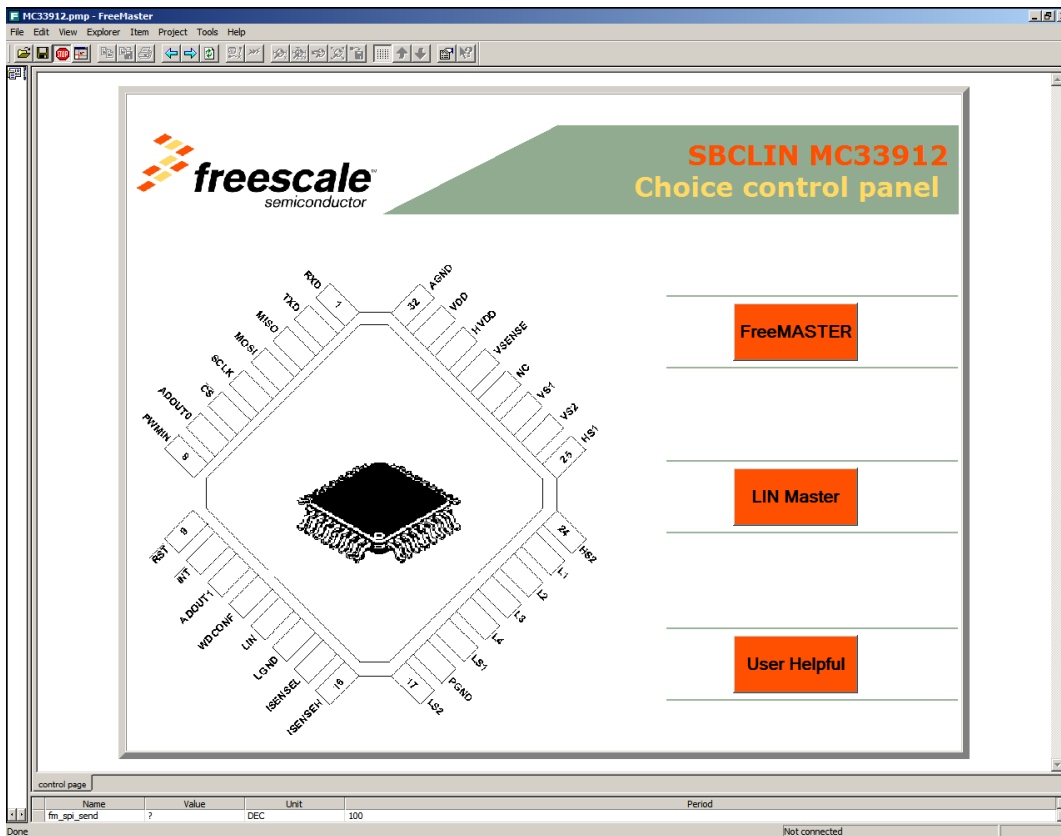 MC33912.pmp - FreeMaster
File Edit View Explorer Item Project Tools Help
STOP
freescale™
semiconductor
SBCLIN MC33912
Choice control panel
RXD
TXD
MISO
MOSI
SCLK
CS
ADOUT0
PWMIN
1
8
AGND
VDD
HVDD
VSENSE
NC
VS1
VS2
HS1
32
25
RST
INT
ADOUT1
WDCONF
LIN
LGND
ISENSEL
ISENSEH
9
16
HS2
L1
L2
L3
L4
LS1
PGND
LS2
24
17
FreeMASTER
LIN Master
User Helpful
control page
Name Value Unit Period
fm_spi_send ? DEC 100
Done Not connected